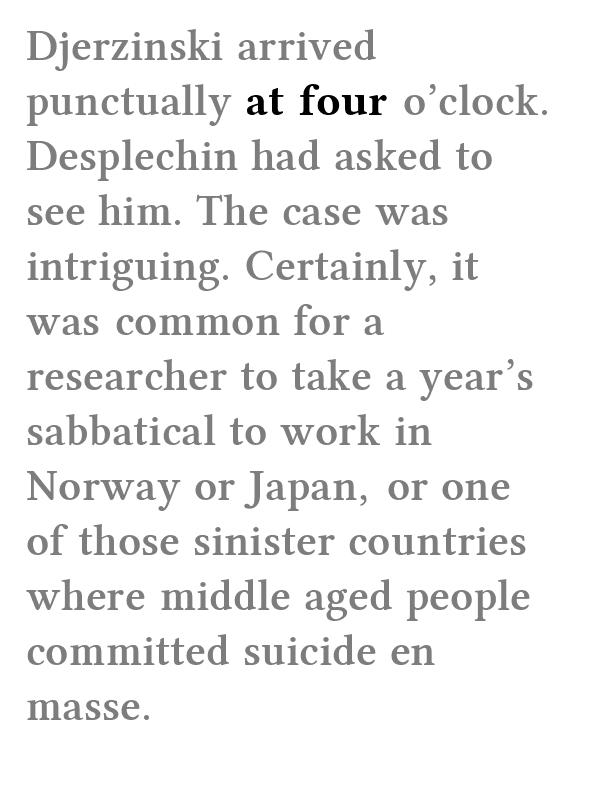 Djerzinski arrived
punctually at four o’clock.
Desplechin had asked to
see him. The case was
intriguing. Certainly, it
was common for a
researcher to take a year’s
sabbatical to work in
Norway or Japan, or one
of those sinister countries
where middle aged people
committed suicide en
masse.